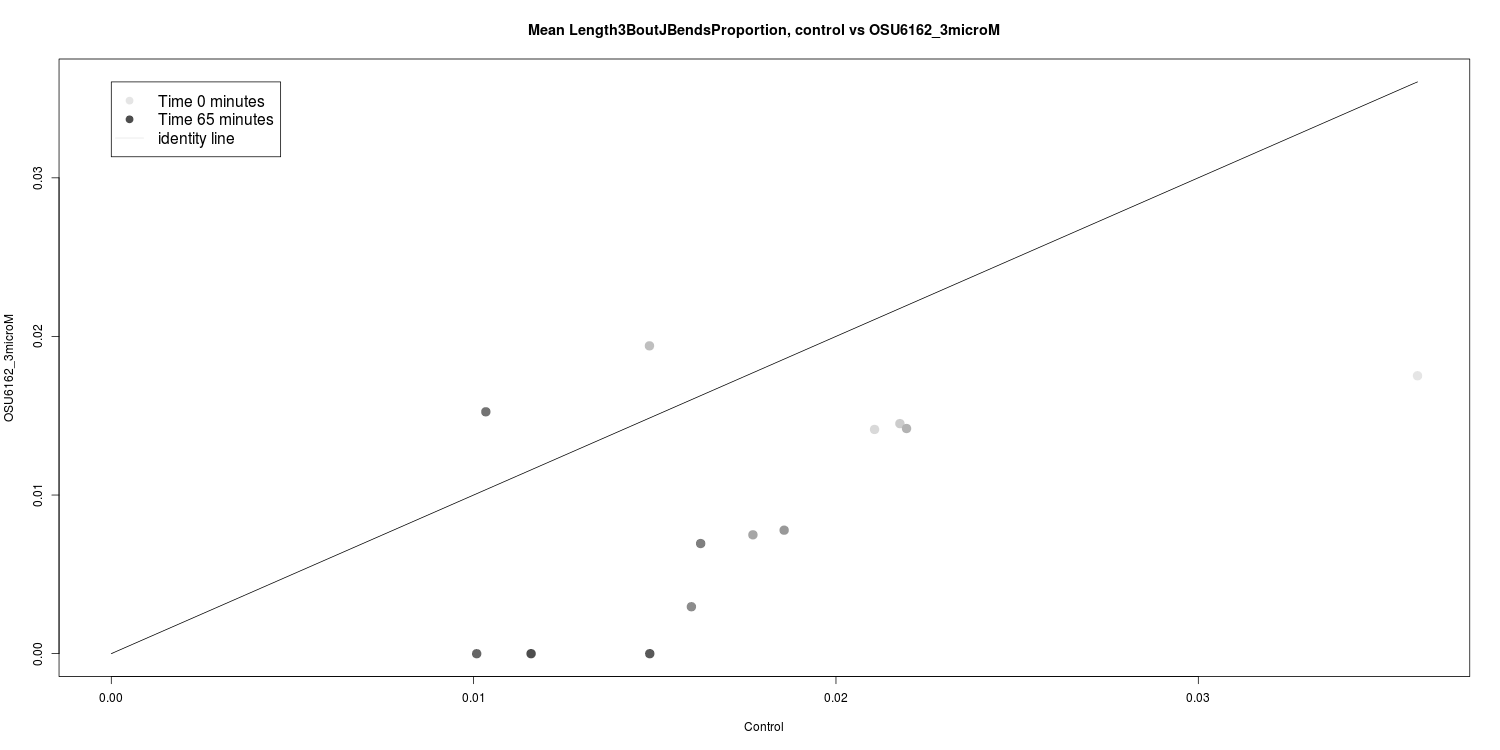 Mean Length3BoutJBendsProportion, control vs OSU6162_3microM
Time 0 minutes
Time 65 minutes
identity line
OSU6162_3microM
0.03
0.02
0.01
0.00
0.00 0.01 0.02 0.03
Control